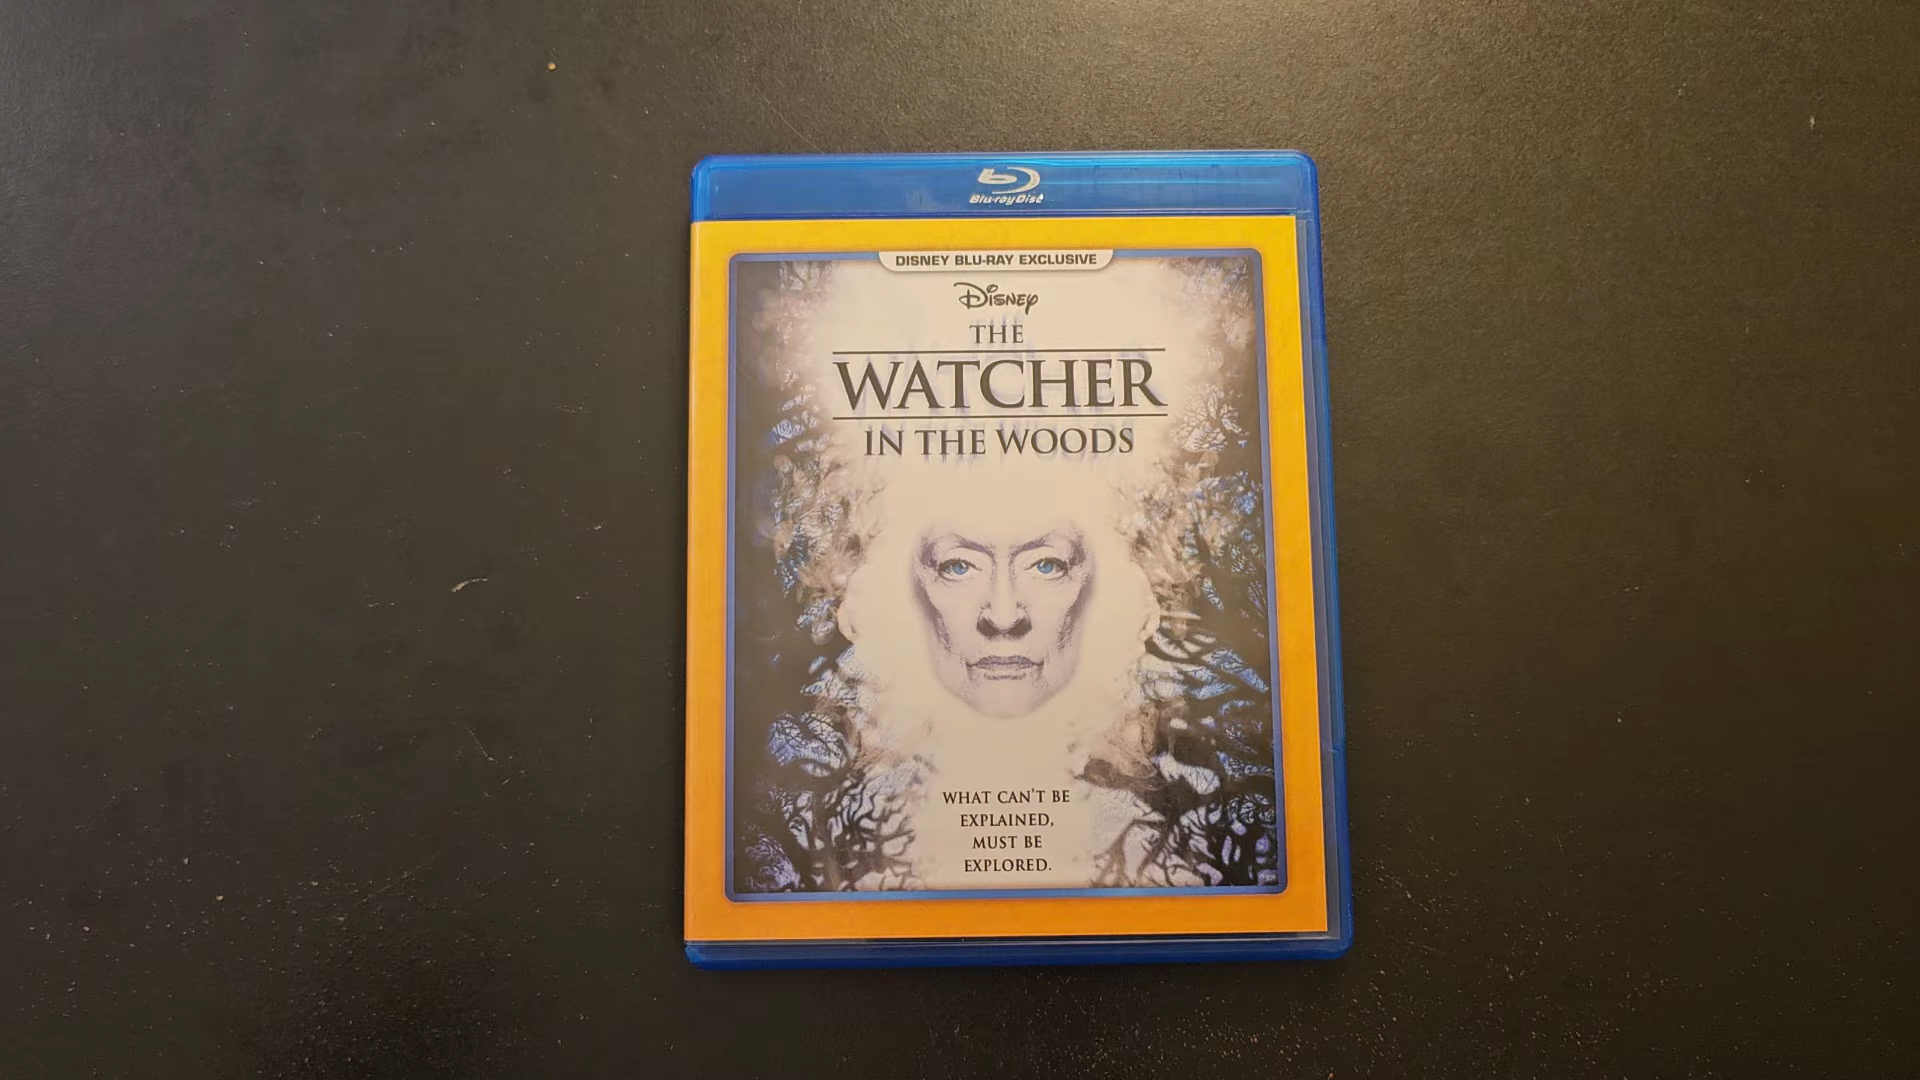 Blu-ray Disc
DISNEY BLU-RAY EXCLUSIVE
Disney
THE
WATCHER
IN THE WOODS
WHAT CAN'T BE
EXPLAINED,
MUST BE
EXPLORED.